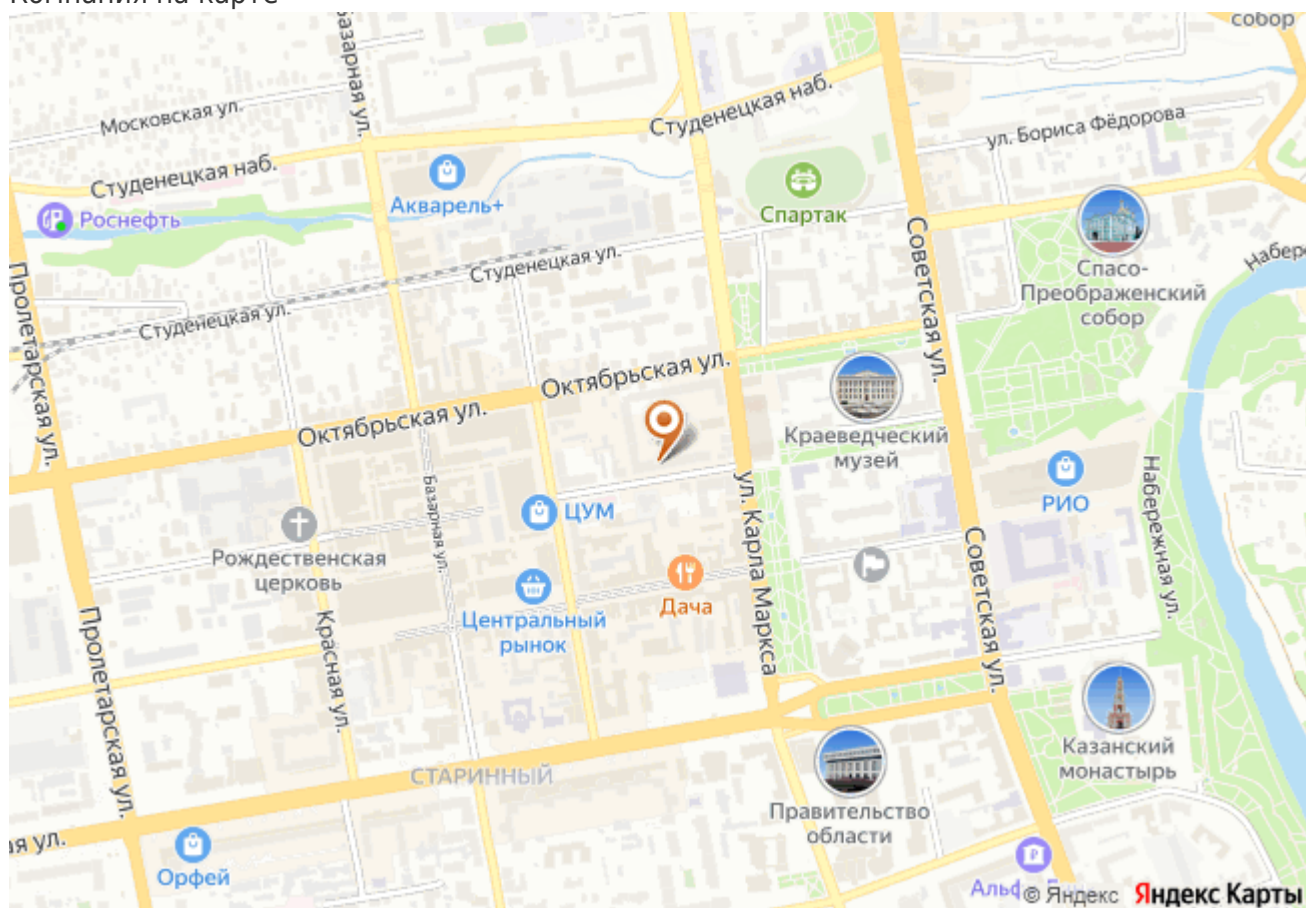 Компания на карте
собор
Базарная ул.
Московская ул.
Студенецкая наб.
ул. Бориса Фёдорова
Студенецкая наб.
Акварель+
Роснефть
Спартак
Советская ул.
Спасо-
Преображенский
собор
Студенецкая ул.
Студенецкая ул.
Пролетарская ул.
Октябрьская ул.
Октябрьская ул.
Краеведческий
музей
ул. Карла Маркса
РИО
Набережная ул.
Базарная ул.
ЦУМ
Рождественская
церковь
Дача
Центральный
рынок
Советская ул.
Пролетарская ул.
Красная ул.
Казанский
монастырь
СТАРИННЫЙ
Правительство
области
Орфей
© Яндекс Яндекс Карты